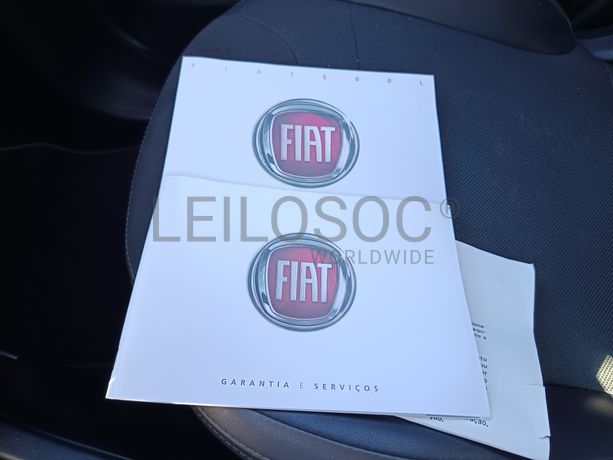 FIAT 500L
FIAT
LEILOSOC®
WORLDWIDE
FIAT
GARANTIA E SERVIÇOS